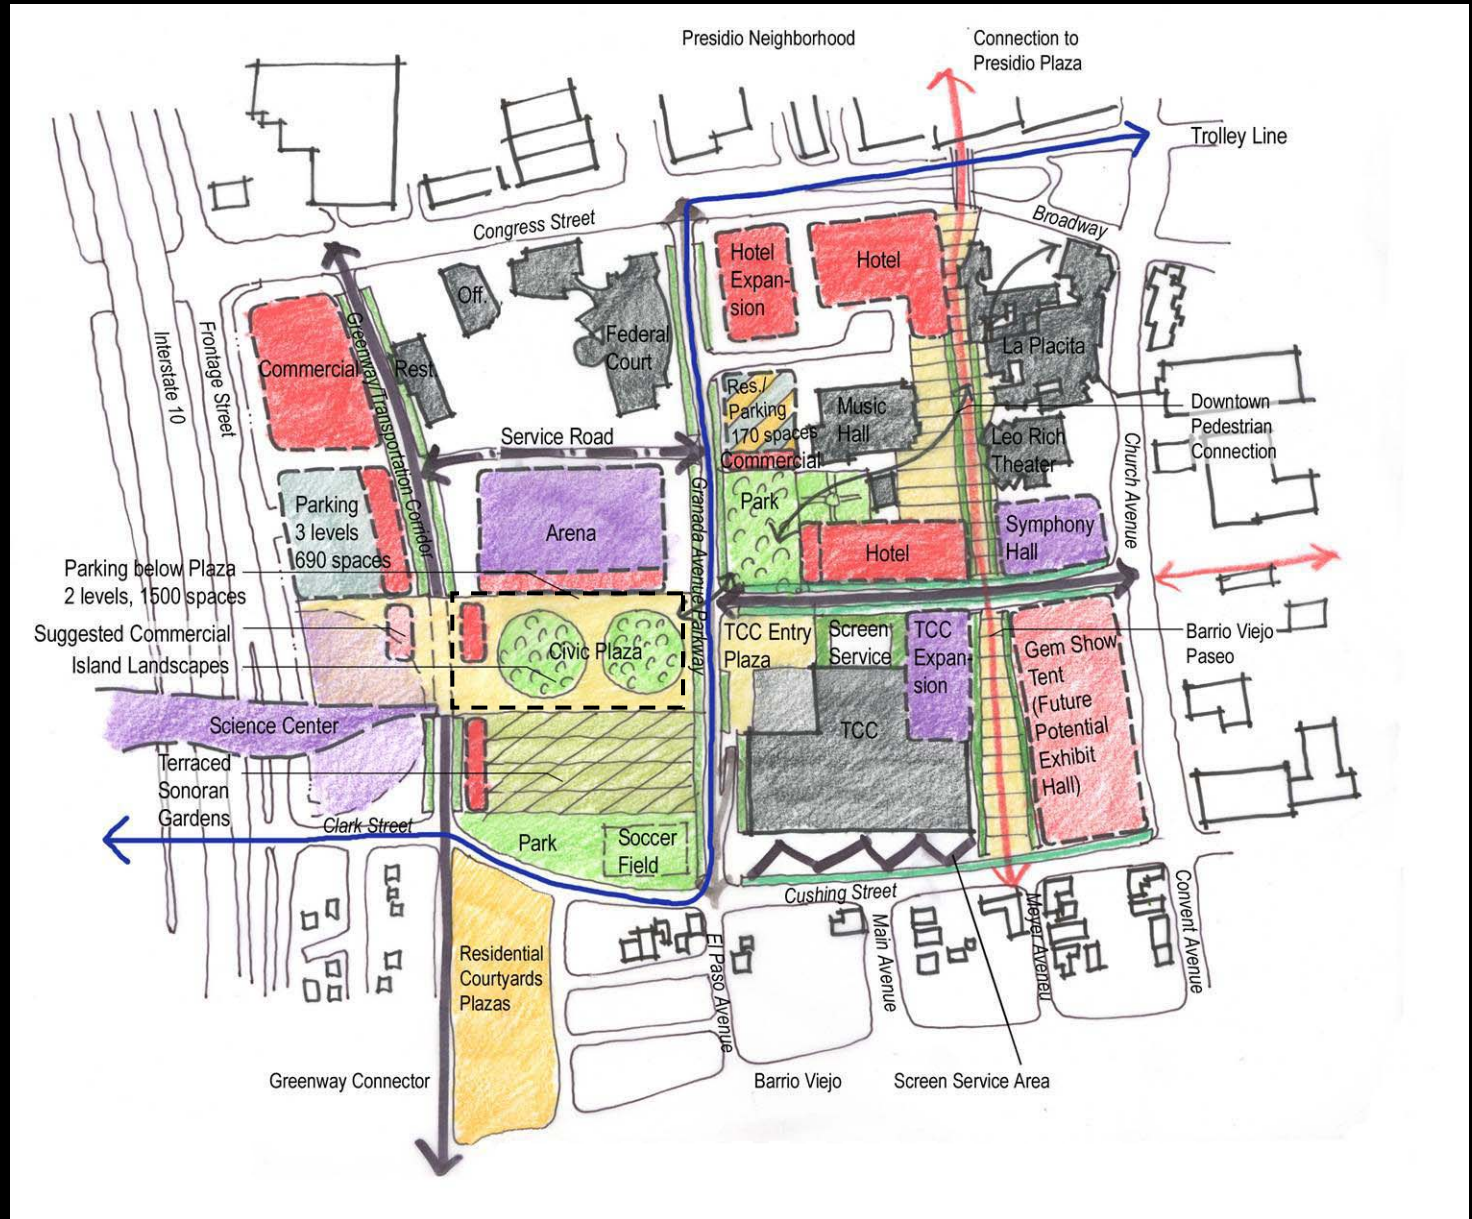 Presidio Neighborhood
Connection to
Presidio Plaza
Trolley Line
Congress Street
Broadway
Hotel
Expan-
sion
Hotel
Off.
Federal
Court
La Placita
Interstate 10
Frontage Street
Commercial
Greenway/Transportation Corridor
Rest.
Res./
Parking
170 spaces
Commercial
Music
Hall
Downtown
Pedestrian
Connection
Service Road
Leo Rich
Theater
Church Avenue
Parking
3 levels
690 spaces
Arena
Granada Avenue Parkway
Park
Symphony
Hall
Hotel
Parking below Plaza
2 levels, 1500 spaces
Suggested Commercial
Island Landscapes
Civic Plaza
TCC Entry
Plaza
Screen
Service
TCC
Expan-
sion
Gem Show
Tent
(Future
Potential
Exhibit
Hall)
Barrio Viejo
Paseo
Science Center
TCC
Terraced
Sonoran
Gardens
Clark Street
Park
Soccer
Field
Cushing Street
Residential
Courtyards
Plazas
El Paso Avenue
Main Avenue
Meyer Aveneu
Convent Avenue
Greenway Connector
Barrio Viejo
Screen Service Area